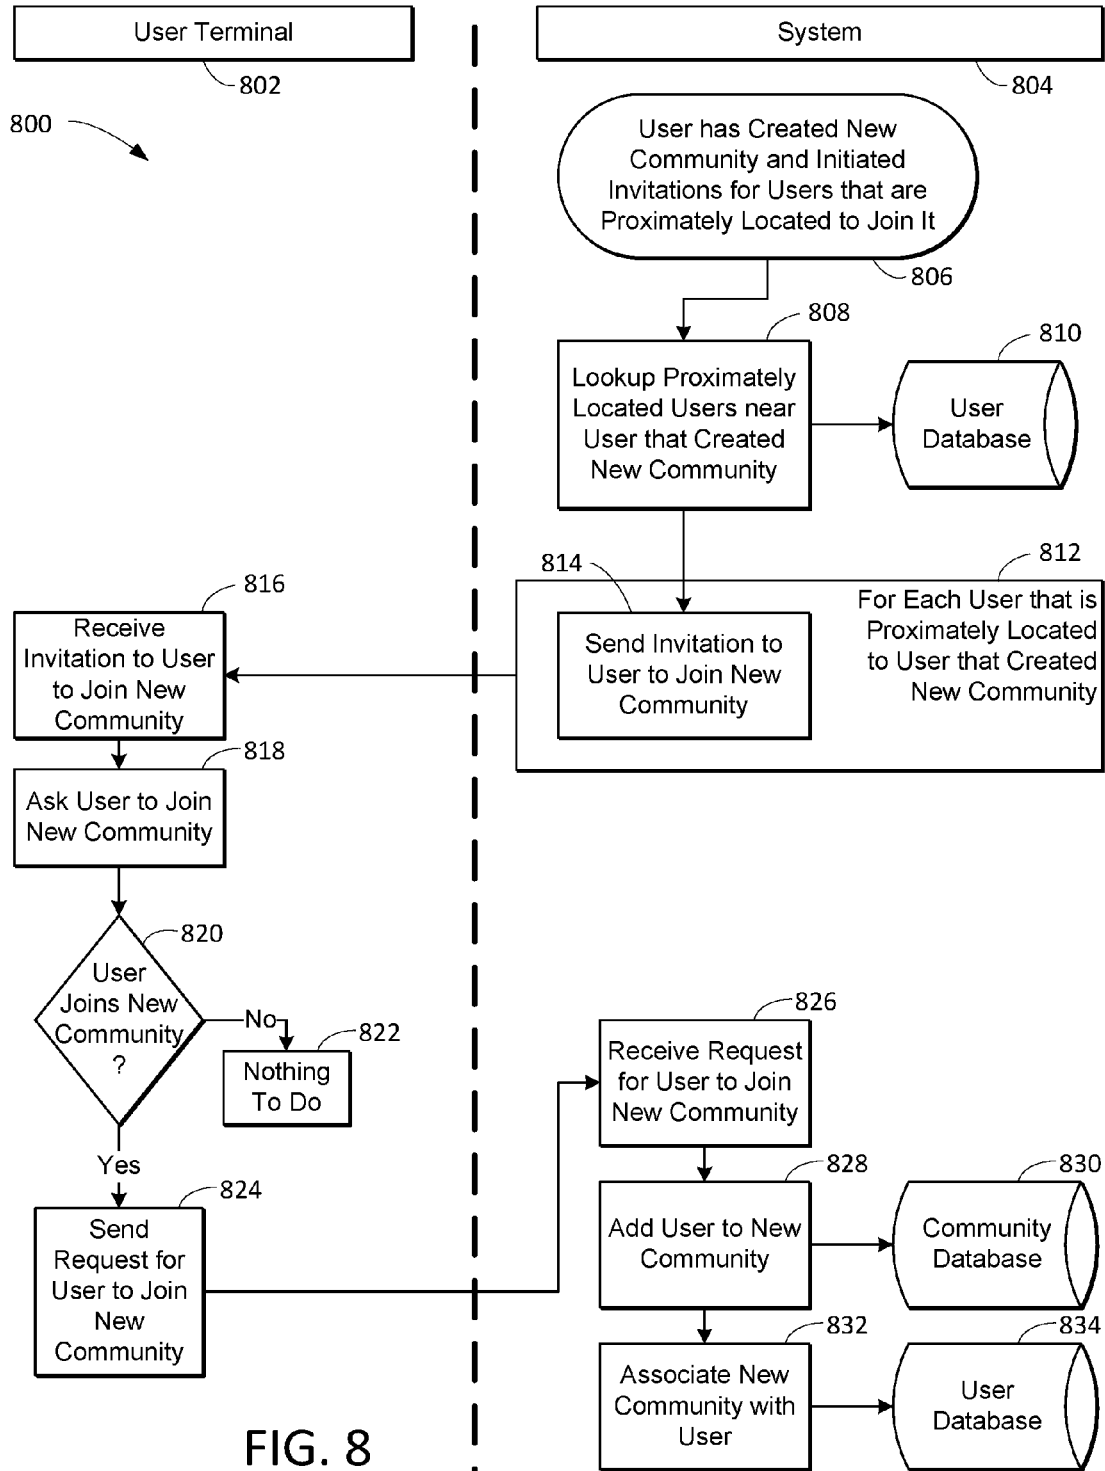 User Terminal
802
System
804
800
User has Created New
Community and Initiated
Invitations for Users that are
Proximately Located to Join It
806
808
Lookup Proximately
Located Users near
User that Created
New Community
810
User
Database
812
For Each User that is
Proximately Located
to User that Created
New Community
814
Send Invitation to
User to Join New
Community
816
Receive
Invitation to User
to Join New
Community
818
Ask User to Join
New Community
820
User
Joins New
Community
?
No
822
Nothing
To Do
Yes
824
Send
Request for
User to Join
New
Community
826
Receive Request
for User to Join
New Community
828
Add User to New
Community
830
Community
Database
832
Associate New
Community with
User
834
User
Database
FIG. 8